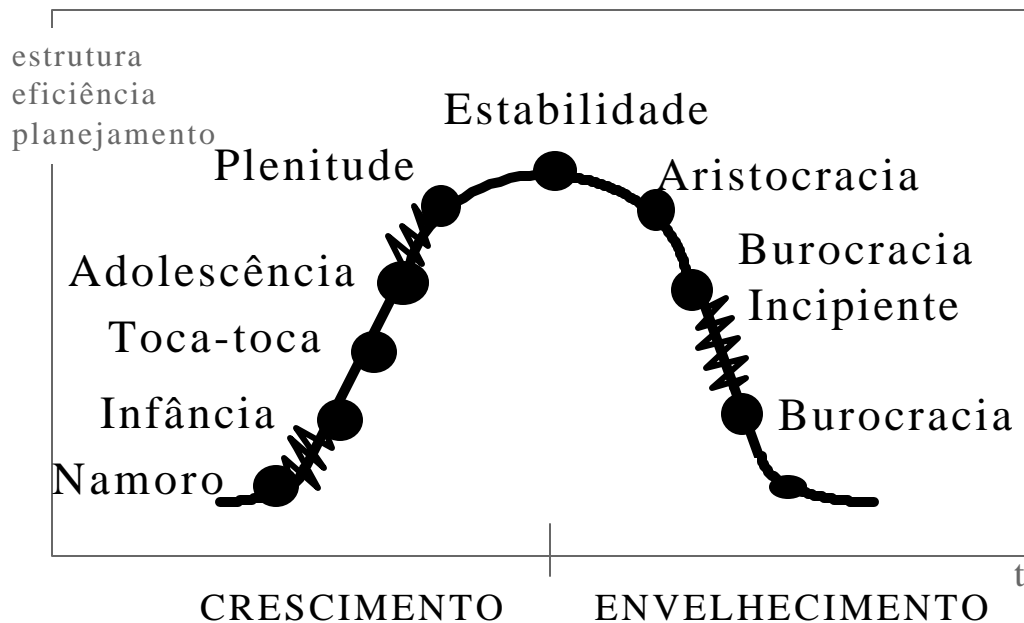 estrutura
eficiência
planejamento
Estabilidade
Plenitude
Aristocracia
Adolescência
Burocracia
Incipiente
Toca-toca
Infância
Burocracia
Namoro
t
CRESCIMENTO
ENVELHECIMENTO